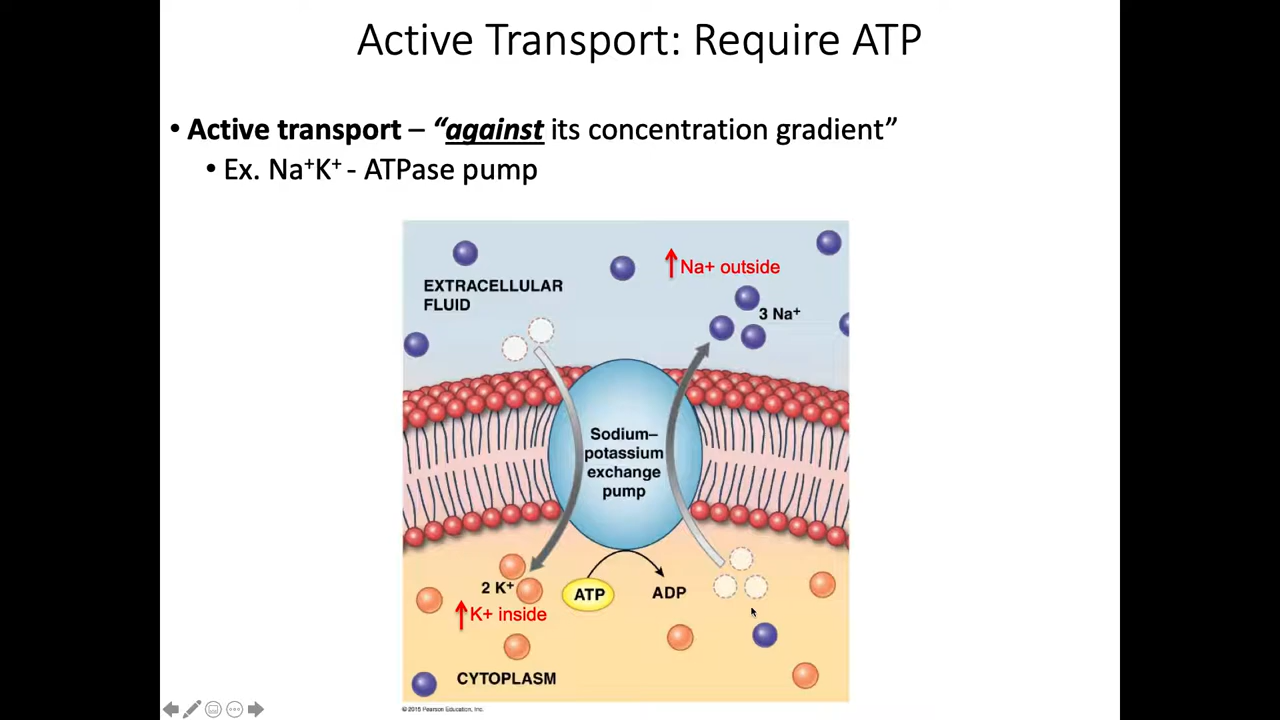 Active Transport: Require ATP
• Active transport – “against its concentration gradient”
• Ex. Na⁺K⁺ - ATPase pump
↑ Na+ outside
EXTRACELLULAR
FLUID
3 Na⁺
Sodium–
potassium
exchange
pump
2 K⁺
ATP
ADP
↑ K+ inside
CYTOPLASM
© 2015 Pearson Education, Inc.